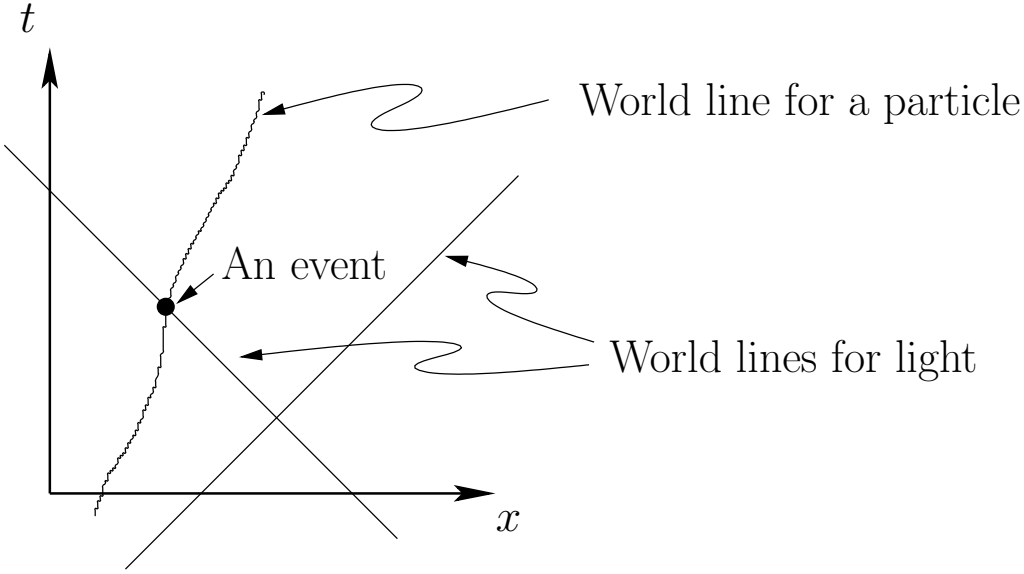 t
World line for a particle
An event
World lines for light
x